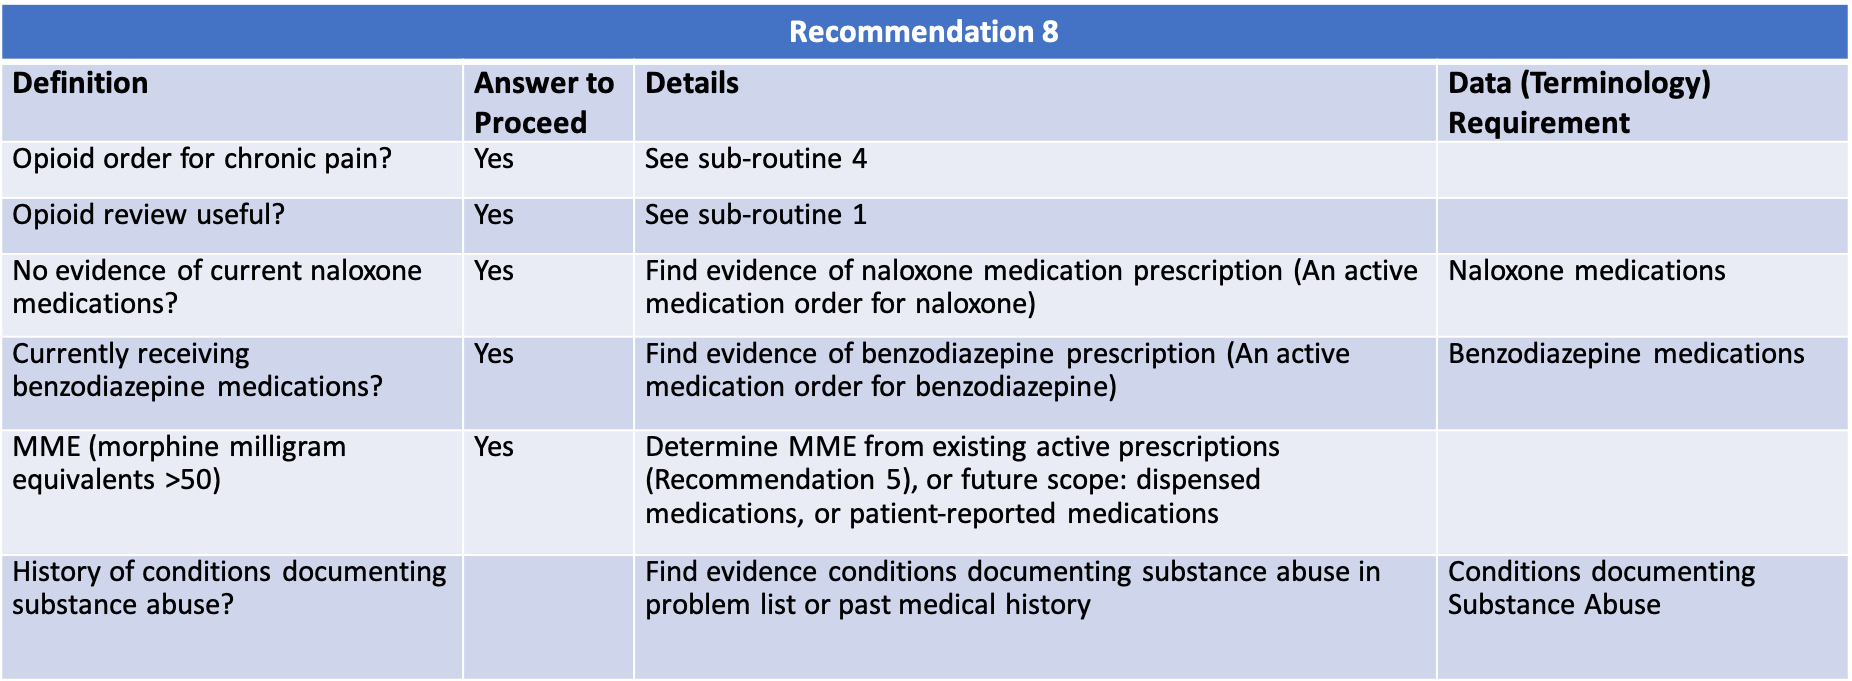 Recommendation 8
Definition
Answer to
Proceed
Details
Data (Terminology)
Requirement
Opioid order for chronic pain?
Yes
See sub-routine 4
Opioid review useful?
Yes
See sub-routine 1
No evidence of current naloxone
medications?
Yes
Find evidence of naloxone medication prescription (An active
medication order for naloxone)
Naloxone medications
Currently receiving
benzodiazepine medications?
Yes
Find evidence of benzodiazepine prescription (An active
medication order for benzodiazepine)
Benzodiazepine medications
MME (morphine milligram
equivalents >50)
Yes
Determine MME from existing active prescriptions
(Recommendation 5), or future scope: dispensed
medications, or patient-reported medications
History of conditions documenting
substance abuse?
Find evidence conditions documenting substance abuse in
problem list or past medical history
Conditions documenting
Substance Abuse